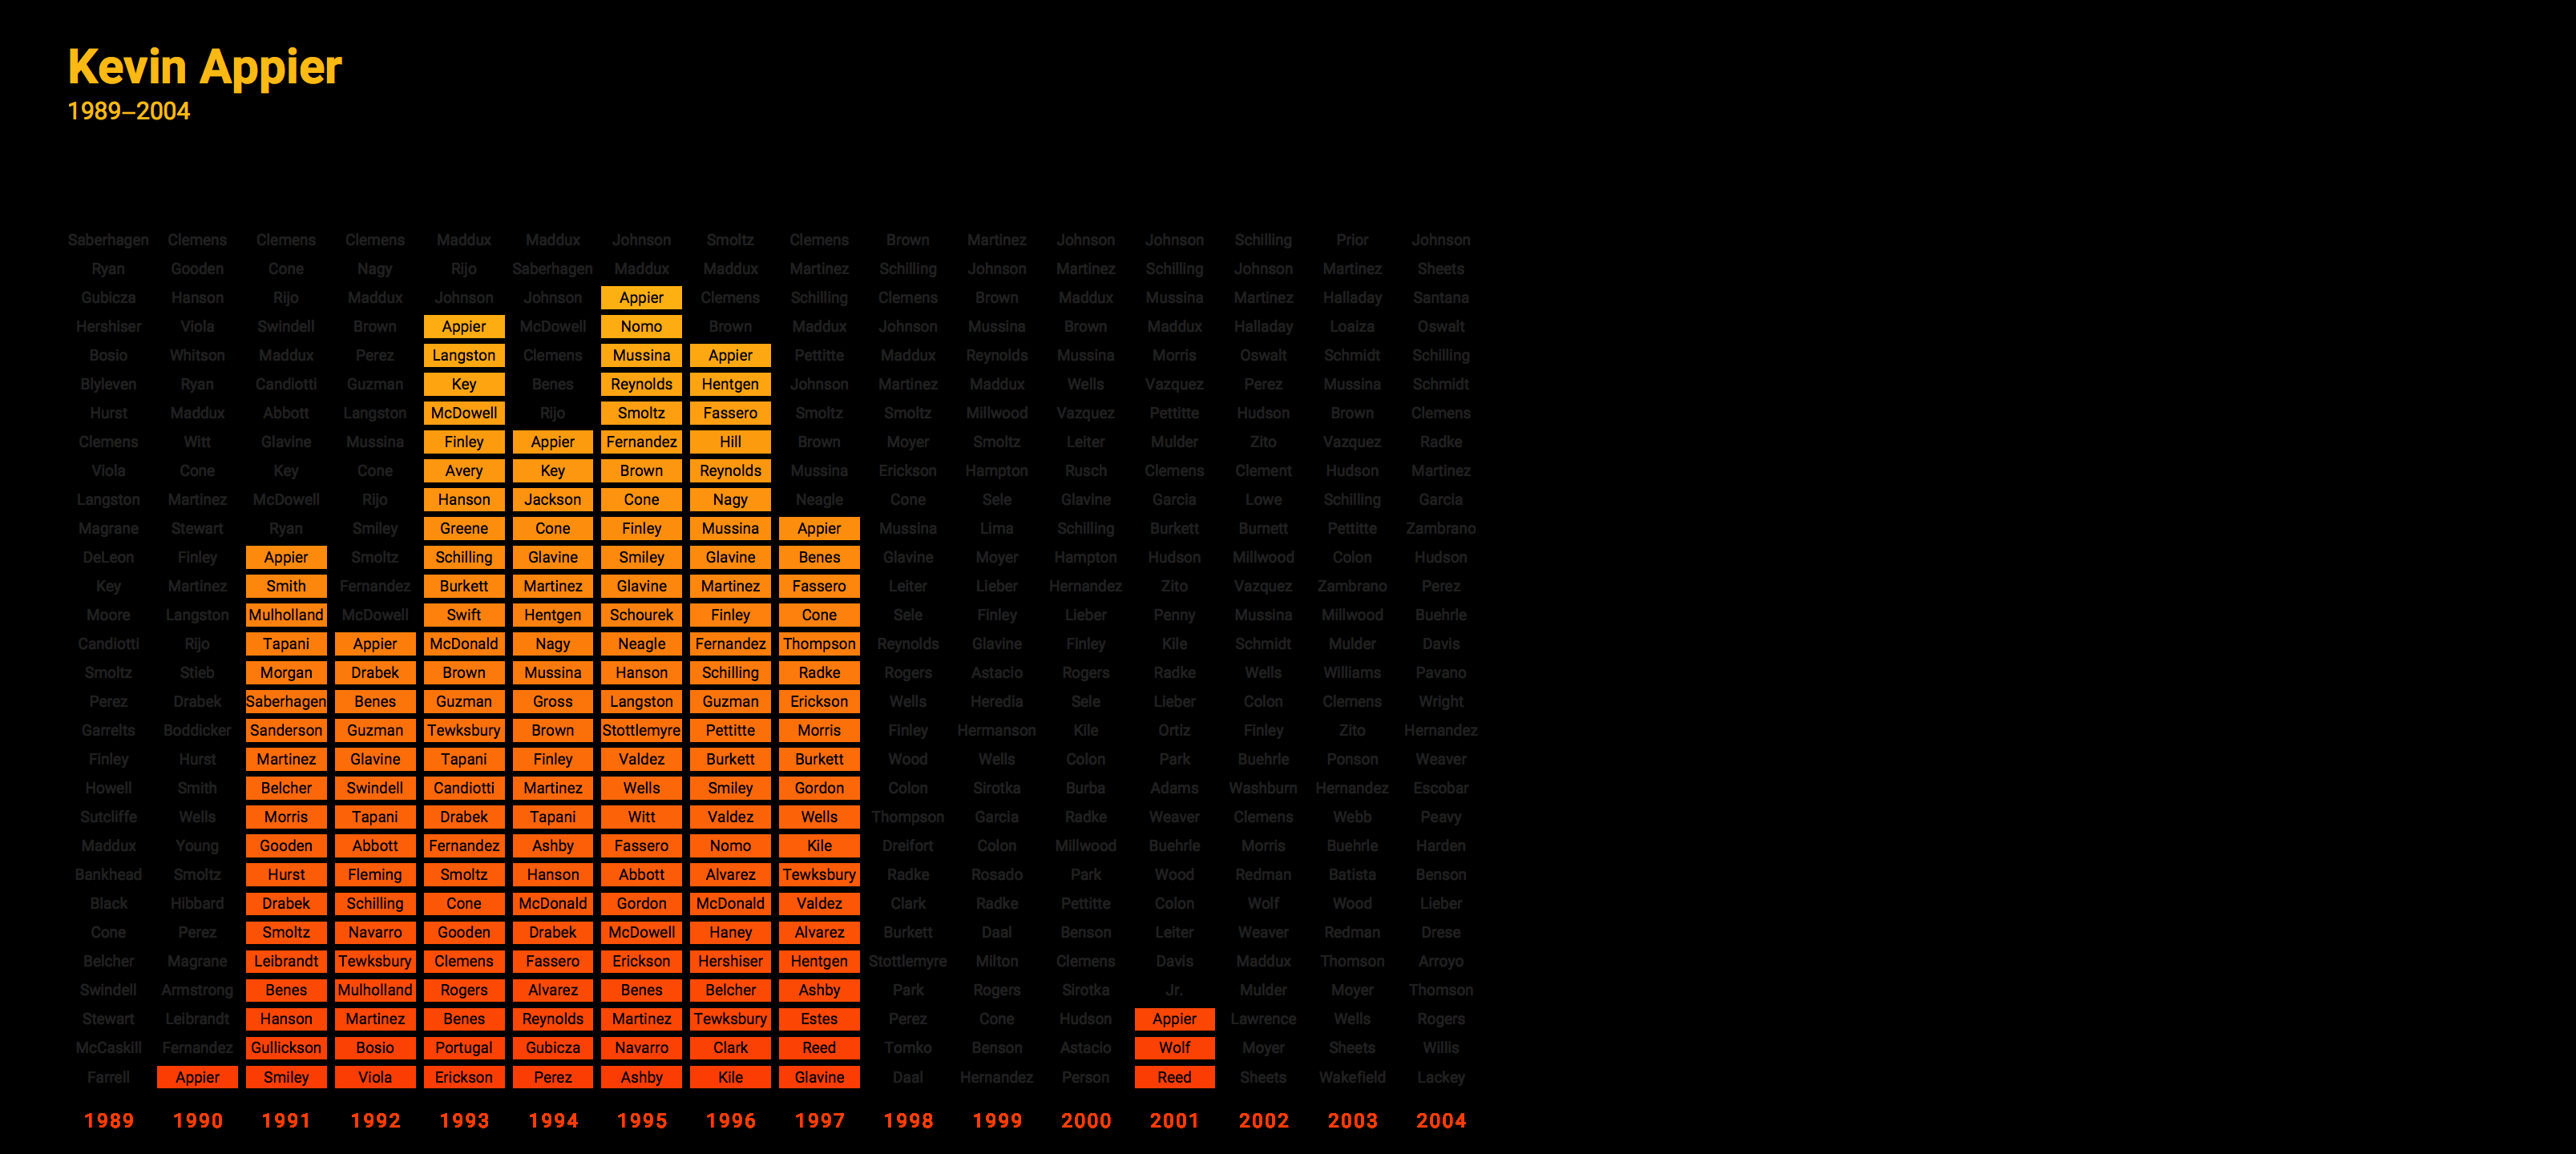 Kevin Appier
1989–2004
Saberhagen Clemens Clemens Clemens Maddux Maddux Johnson Smoltz Clemens Brown Martinez Johnson Johnson Schilling Prior Johnson
Ryan Gooden Cone Nagy Rijo Saberhagen Maddux Maddux Martinez Schilling Johnson Martinez Schilling Johnson Martinez Sheets
Gubicza Hanson Rijo Maddux Johnson Johnson Appier Clemens Schilling Clemens Brown Maddux Mussina Martinez Halladay Santana
Hershiser Viola Swindell Brown Appier McDowell Nomo Brown Maddux Johnson Mussina Brown Maddux Halladay Loaiza Oswalt
Bosio Whitson Maddux Perez Langston Clemens Mussina Appier Pettitte Maddux Reynolds Mussina Morris Oswalt Schmidt Schilling
Blyleven Ryan Candiotti Guzman Key Benes Reynolds Hentgen Johnson Martinez Maddux Wells Vazquez Perez Mussina Schmidt
Hurst Maddux Abbott Langston McDowell Rijo Smoltz Fassero Smoltz Smoltz Millwood Vazquez Pettitte Hudson Brown Clemens
Clemens Witt Glavine Mussina Finley Appier Fernandez Hill Brown Moyer Smoltz Leiter Mulder Zito Vazquez Radke
Viola Cone Key Cone Avery Key Brown Reynolds Mussina Erickson Hampton Rusch Clemens Clement Hudson Martinez
Langston Martinez McDowell Rijo Hanson Jackson Cone Nagy Neagle Cone Sele Glavine Garcia Lowe Schilling Garcia
Magrane Stewart Ryan Smiley Greene Cone Finley Mussina Appier Mussina Lima Schilling Burkett Burnett Pettitte Zambrano
DeLeon Finley Appier Smoltz Schilling Glavine Smiley Glavine Benes Glavine Moyer Hampton Hudson Millwood Colon Hudson
Key Martinez Smith Fernandez Burkett Martinez Glavine Martinez Fassero Leiter Lieber Hernandez Zito Vazquez Zambrano Perez
Moore Langston Mulholland McDowell Swift Hentgen Schourek Finley Cone Sele Finley Lieber Penny Mussina Millwood Buehrle
Candiotti Rijo Tapani Appier McDonald Nagy Neagle Fernandez Thompson Reynolds Glavine Finley Kile Schmidt Mulder Davis
Smoltz Stieb Morgan Drabek Brown Mussina Hanson Schilling Radke Rogers Astacio Rogers Radke Wells Williams Pavano
Perez Drabek Saberhagen Benes Guzman Gross Langston Guzman Erickson Wells Heredia Sele Lieber Colon Clemens Wright
Garrelts Boddicker Sanderson Guzman Tewksbury Brown Stottlemyre Pettitte Morris Finley Hermanson Kile Ortiz Finley Zito Hernandez
Finley Hurst Martinez Glavine Tapani Finley Valdez Burkett Burkett Wood Wells Colon Park Buehrle Ponson Weaver
Howell Smith Belcher Swindell Candiotti Martinez Wells Smiley Gordon Colon Sirotka Burba Adams Washburn Hernandez Escobar
Sutcliffe Wells Morris Tapani Drabek Tapani Witt Valdez Wells Thompson Garcia Radke Weaver Clemens Webb Peavy
Maddux Young Gooden Abbott Fernandez Ashby Fassero Nomo Kile Dreifort Colon Millwood Buehrle Morris Buehrle Harden
Bankhead Smoltz Hurst Fleming Smoltz Hanson Abbott Alvarez Tewksbury Radke Rosado Park Wood Redman Batista Benson
Black Hibbard Drabek Schilling Cone McDonald Gordon McDonald Valdez Clark Radke Pettitte Colon Wolf Wood Lieber
Cone Perez Smoltz Navarro Gooden Drabek McDowell Haney Alvarez Burkett Daal Benson Leiter Weaver Redman Drese
Belcher Magrane Leibrandt Tewksbury Clemens Fassero Erickson Hershiser Hentgen Stottlemyre Milton Clemens Davis Maddux Thomson Arroyo
Swindell Armstrong Benes Mulholland Rogers Alvarez Benes Belcher Ashby Park Rogers Sirotka Jr. Mulder Moyer Thomson
Stewart Leibrandt Hanson Martinez Benes Reynolds Martinez Tewksbury Estes Perez Cone Hudson Appier Lawrence Wells Rogers
McCaskill Fernandez Gullickson Bosio Portugal Gubicza Navarro Clark Reed Tomko Benson Astacio Wolf Moyer Sheets Willis
Farrell Appier Smiley Viola Erickson Perez Ashby Kile Glavine Daal Hernandez Person Reed Sheets Wakefield Lackey
1989 1990 1991 1992 1993 1994 1995 1996 1997 1998 1999 2000 2001 2002 2003 2004